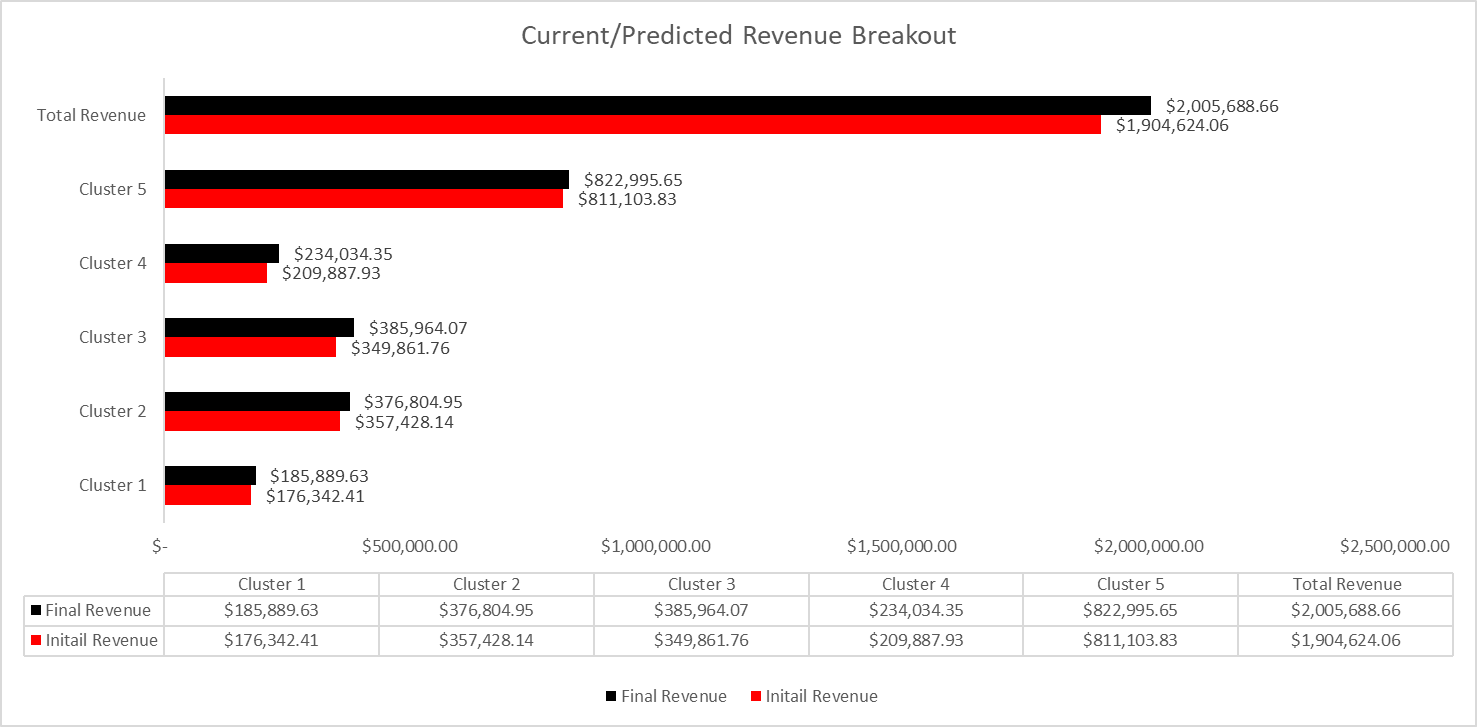 Current/Predicted Revenue Breakout
Total Revenue
$2,005,688.66
$1,904,624.06
Cluster 5
$822,995.65
$811,103.83
Cluster 4
$234,034.35
$209,887.93
Cluster 3
$385,964.07
$349,861.76
Cluster 2
$376,804.95
$357,428.14
Cluster 1
$185,889.63
$176,342.41
$- $500,000.00 $1,000,000.00 $1,500,000.00 $2,000,000.00 $2,500,000.00
Cluster 1 Cluster 2 Cluster 3 Cluster 4 Cluster 5 Total Revenue
Final Revenue $185,889.63 $376,804.95 $385,964.07 $234,034.35 $822,995.65 $2,005,688.66
Initail Revenue $176,342.41 $357,428.14 $349,861.76 $209,887.93 $811,103.83 $1,904,624.06
Final Revenue Initail Revenue